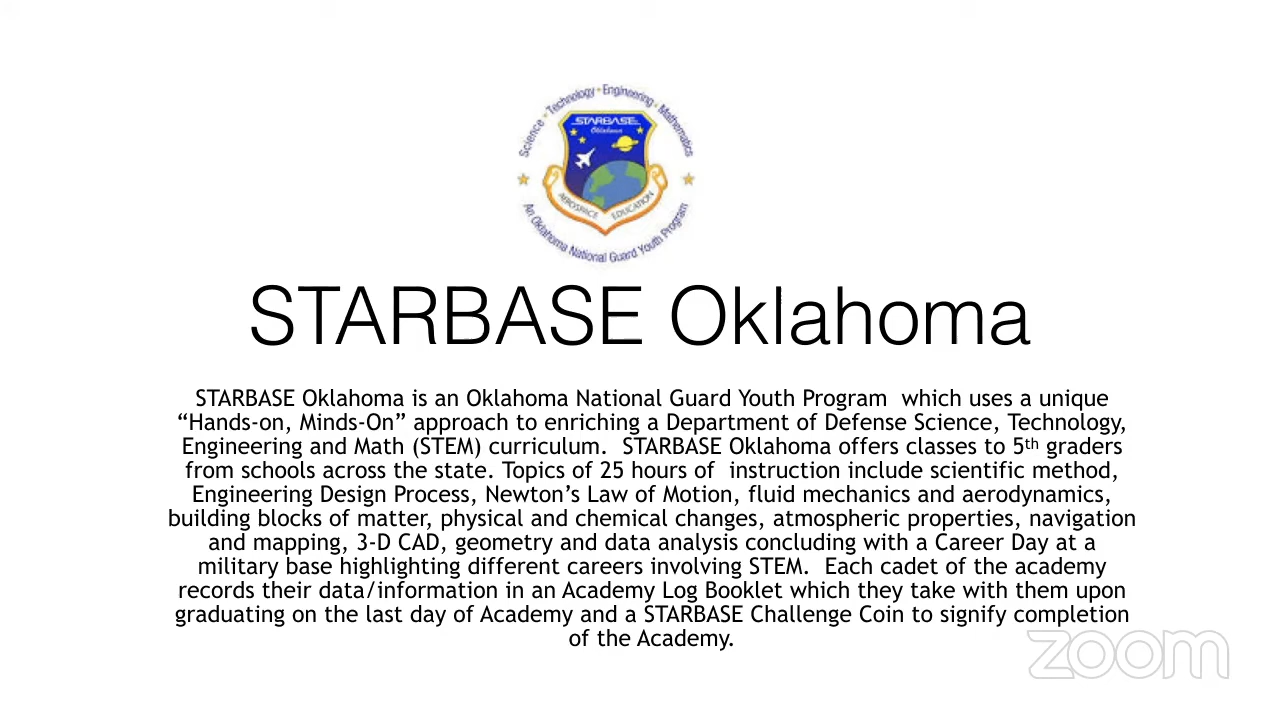 Science • Technology • Engineering • Mathematics
STARBASE
Oklahoma
AEROSPACE EDUCATION
An Oklahoma National Guard Youth Program
STARBASE Oklahoma
STARBASE Oklahoma is an Oklahoma National Guard Youth Program  which uses a unique
“Hands-on, Minds-On” approach to enriching a Department of Defense Science, Technology,
Engineering and Math (STEM) curriculum.  STARBASE Oklahoma offers classes to 5th graders
from schools across the state. Topics of 25 hours of  instruction include scientific method,
Engineering Design Process, Newton’s Law of Motion, fluid mechanics and aerodynamics,
building blocks of matter, physical and chemical changes, atmospheric properties, navigation
and mapping, 3-D CAD, geometry and data analysis concluding with a Career Day at a
military base highlighting different careers involving STEM.  Each cadet of the academy
records their data/information in an Academy Log Booklet which they take with them upon
graduating on the last day of Academy and a STARBASE Challenge Coin to signify completion
of the Academy.
zoom